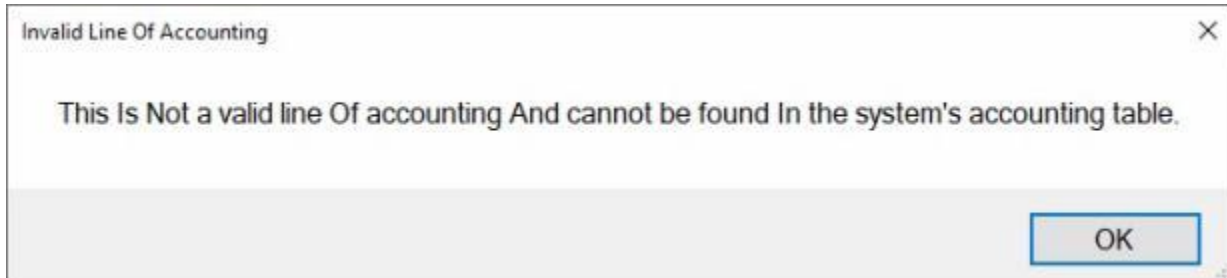 Invalid Line Of Accounting
This Is Not a valid line Of accounting And cannot be found In the system's accounting table.
OK